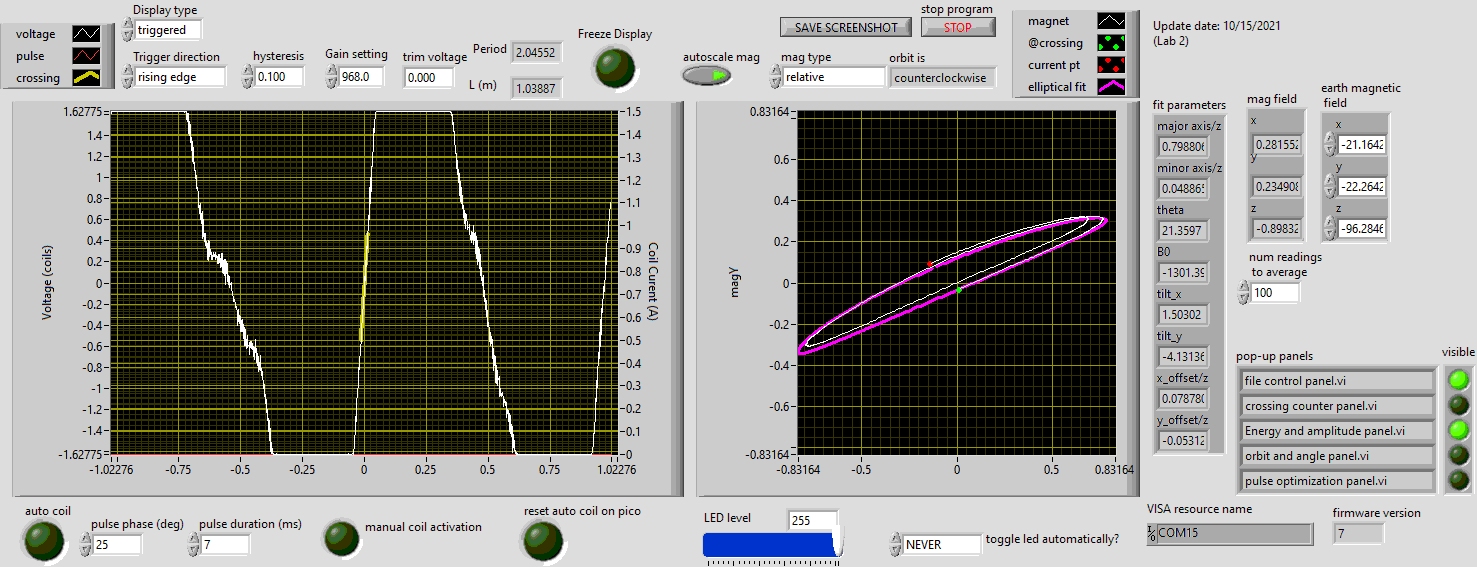 Display type
voltage
triggered
pulse
Trigger direction
hysteresis
Gain setting
trim voltage
Period
2.04552
crossing
rising edge
0.100
968.0
0.000
L (m)
1.03887
Freeze Display
stop program
SAVE SCREENSHOT
STOP
autoscale mag
mag type
relative
orbit is
counterclockwise
magnet
@crossing
current pt
elliptical fit
Update date: 10/15/2021
(Lab 2)
Voltage (coils)
1.62775
1.4
1.2
1
0.8
0.6
0.4
0.2
0
-0.2
-0.4
-0.6
-0.8
-1
-1.2
-1.4
-1.62775
-1.02276
-0.75
-0.5
0
0.25
0.5
0.75
1.02276
1.5
1.4
1.3
1.2
1.1
1
0.9
0.8
0.7
0.6
0.5
0.4
0.3
0.2
0.1
0
Coil Curent (A)
magy
0.83164
0.6
0.4
0.2
0
-0.2
-0.4
-0.6
-0.83164
-0.83164
-0.5
0
0.5
0.83164
fit parameters
major axis/z
0.79880
minor axis/z
0.04886
theta
21.3597
B0
-1301.39
tilt_x
1.50302
tilt_y
-4.13136
x_offset/z
0.07878
y_offset/z
-0.05312
mag field
x
0.281552
y
0.234908
z
-0.89832
earth magnetic
field
x
-21.1642
y
-22.2642
z
-96.2846
num readings
to average
100
pop-up panels
visible
file control panel.vi
crossing counter panel.vi
Energy and amplitude panel.vi
orbit and angle panel.vi
pulse optimization panel.vi
auto coil
pulse phase (deg)
25
pulse duration (ms)
7
manual coil activation
reset auto coil on pico
LED level
255
NEVER
toggle led automatically?
VISA resource name
COM15
firmware version
7